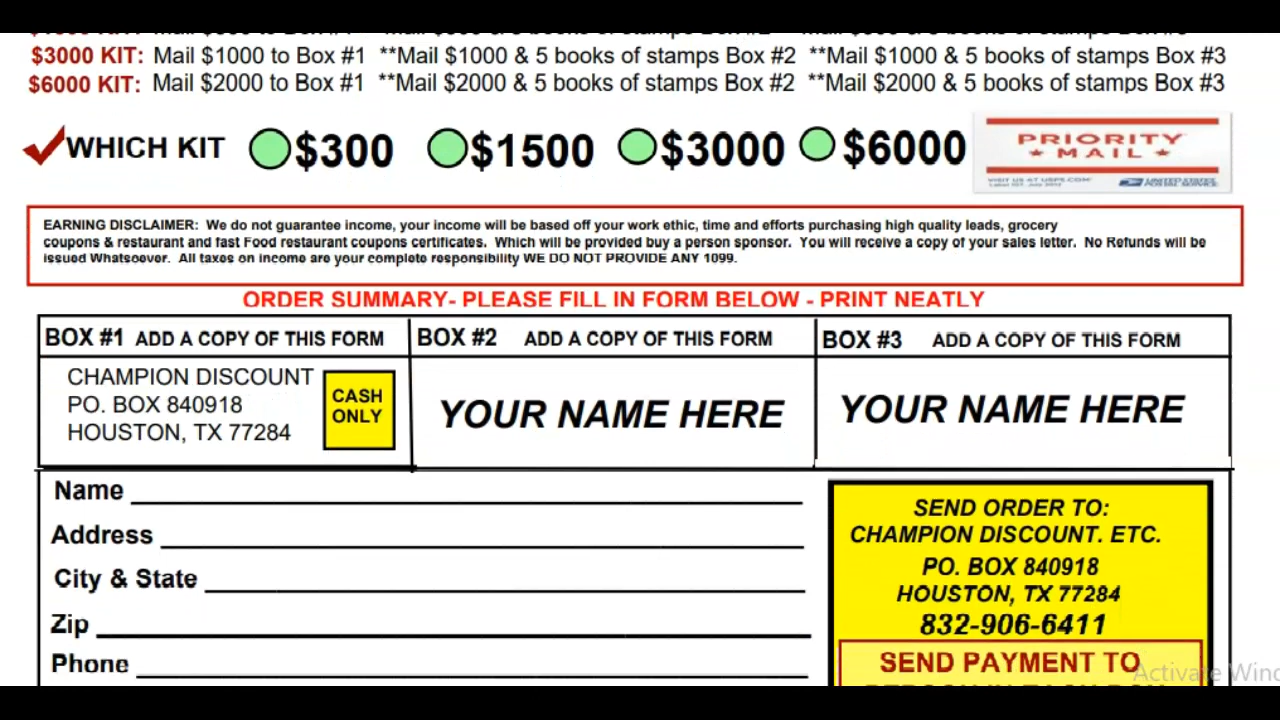 $3000 KIT: Mail $1000 to Box #1 **Mail $1000 & 5 books of stamps Box #2 **Mail $1000 & 5 books of stamps Box #3
$6000 KIT: Mail $2000 to Box #1 **Mail $2000 & 5 books of stamps Box #2 **Mail $2000 & 5 books of stamps Box #3
WHICH KIT $300 $1500 $3000 $6000
PRIORITY
MAIL
VISIT US AT USPS.COM
UNITED STATES
POSTAL SERVICE
EARNING DISCLAIMER: We do not guarantee income, your income will be based off your work ethic, time and efforts purchasing high quality leads, grocery
coupons & restaurant and fast Food restaurant coupons certificates. Which will be provided buy a person sponsor. You will receive a copy of your sales letter. No Refunds will be
issued Whatsoever. All taxes on income are your complete responsibility WE DO NOT PROVIDE ANY 1099.
ORDER SUMMARY- PLEASE FILL IN FORM BELOW - PRINT NEATLY
BOX #1 ADD A COPY OF THIS FORM
CHAMPION DISCOUNT
PO. BOX 840918
HOUSTON, TX 77284
CASH
ONLY
BOX #2 ADD A COPY OF THIS FORM
YOUR NAME HERE
BOX #3 ADD A COPY OF THIS FORM
YOUR NAME HERE
Name
Address
City & State
Zip
Phone
SEND ORDER TO:
CHAMPION DISCOUNT. ETC.
PO. BOX 840918
HOUSTON, TX 77284
832-906-6411
SEND PAYMENT TO